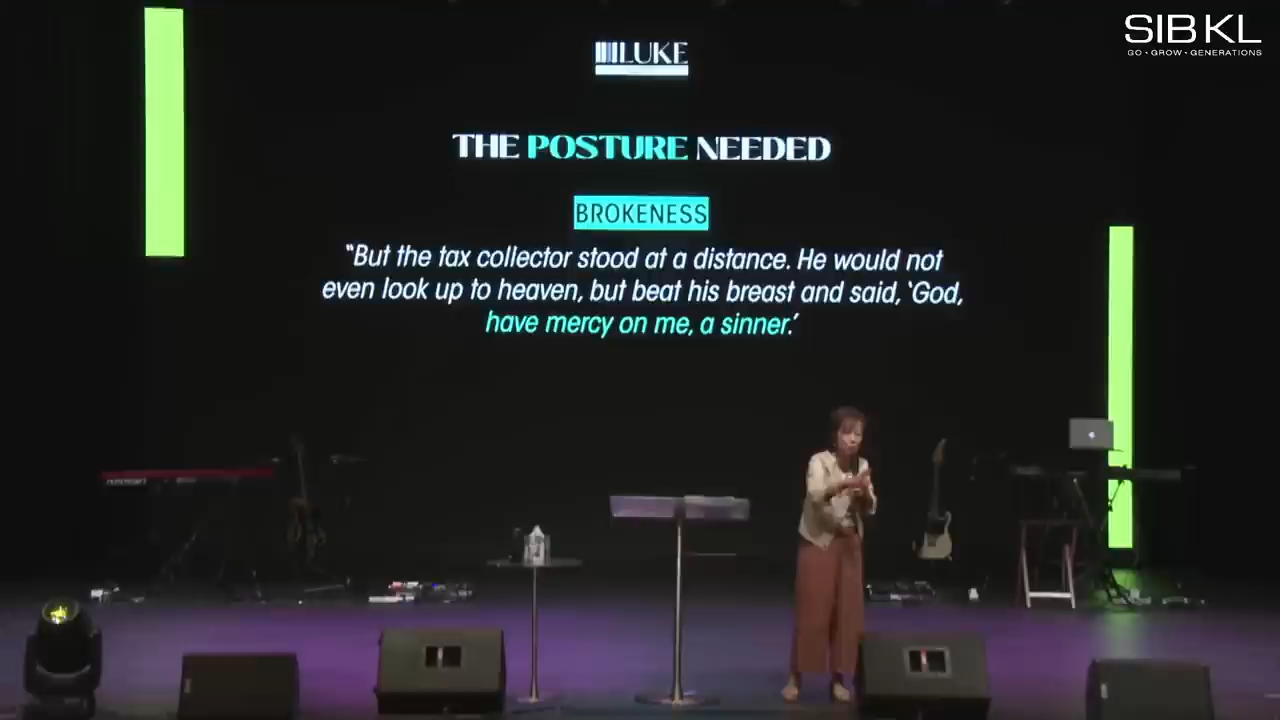 SIBKL
GO • GROW • GENERATIONS
LUKE
THE POSTURE NEEDED
BROKENESS
“But the tax collector stood at a distance. He would not
even look up to heaven, but beat his breast and said, ‘God,
have mercy on me, a sinner.’